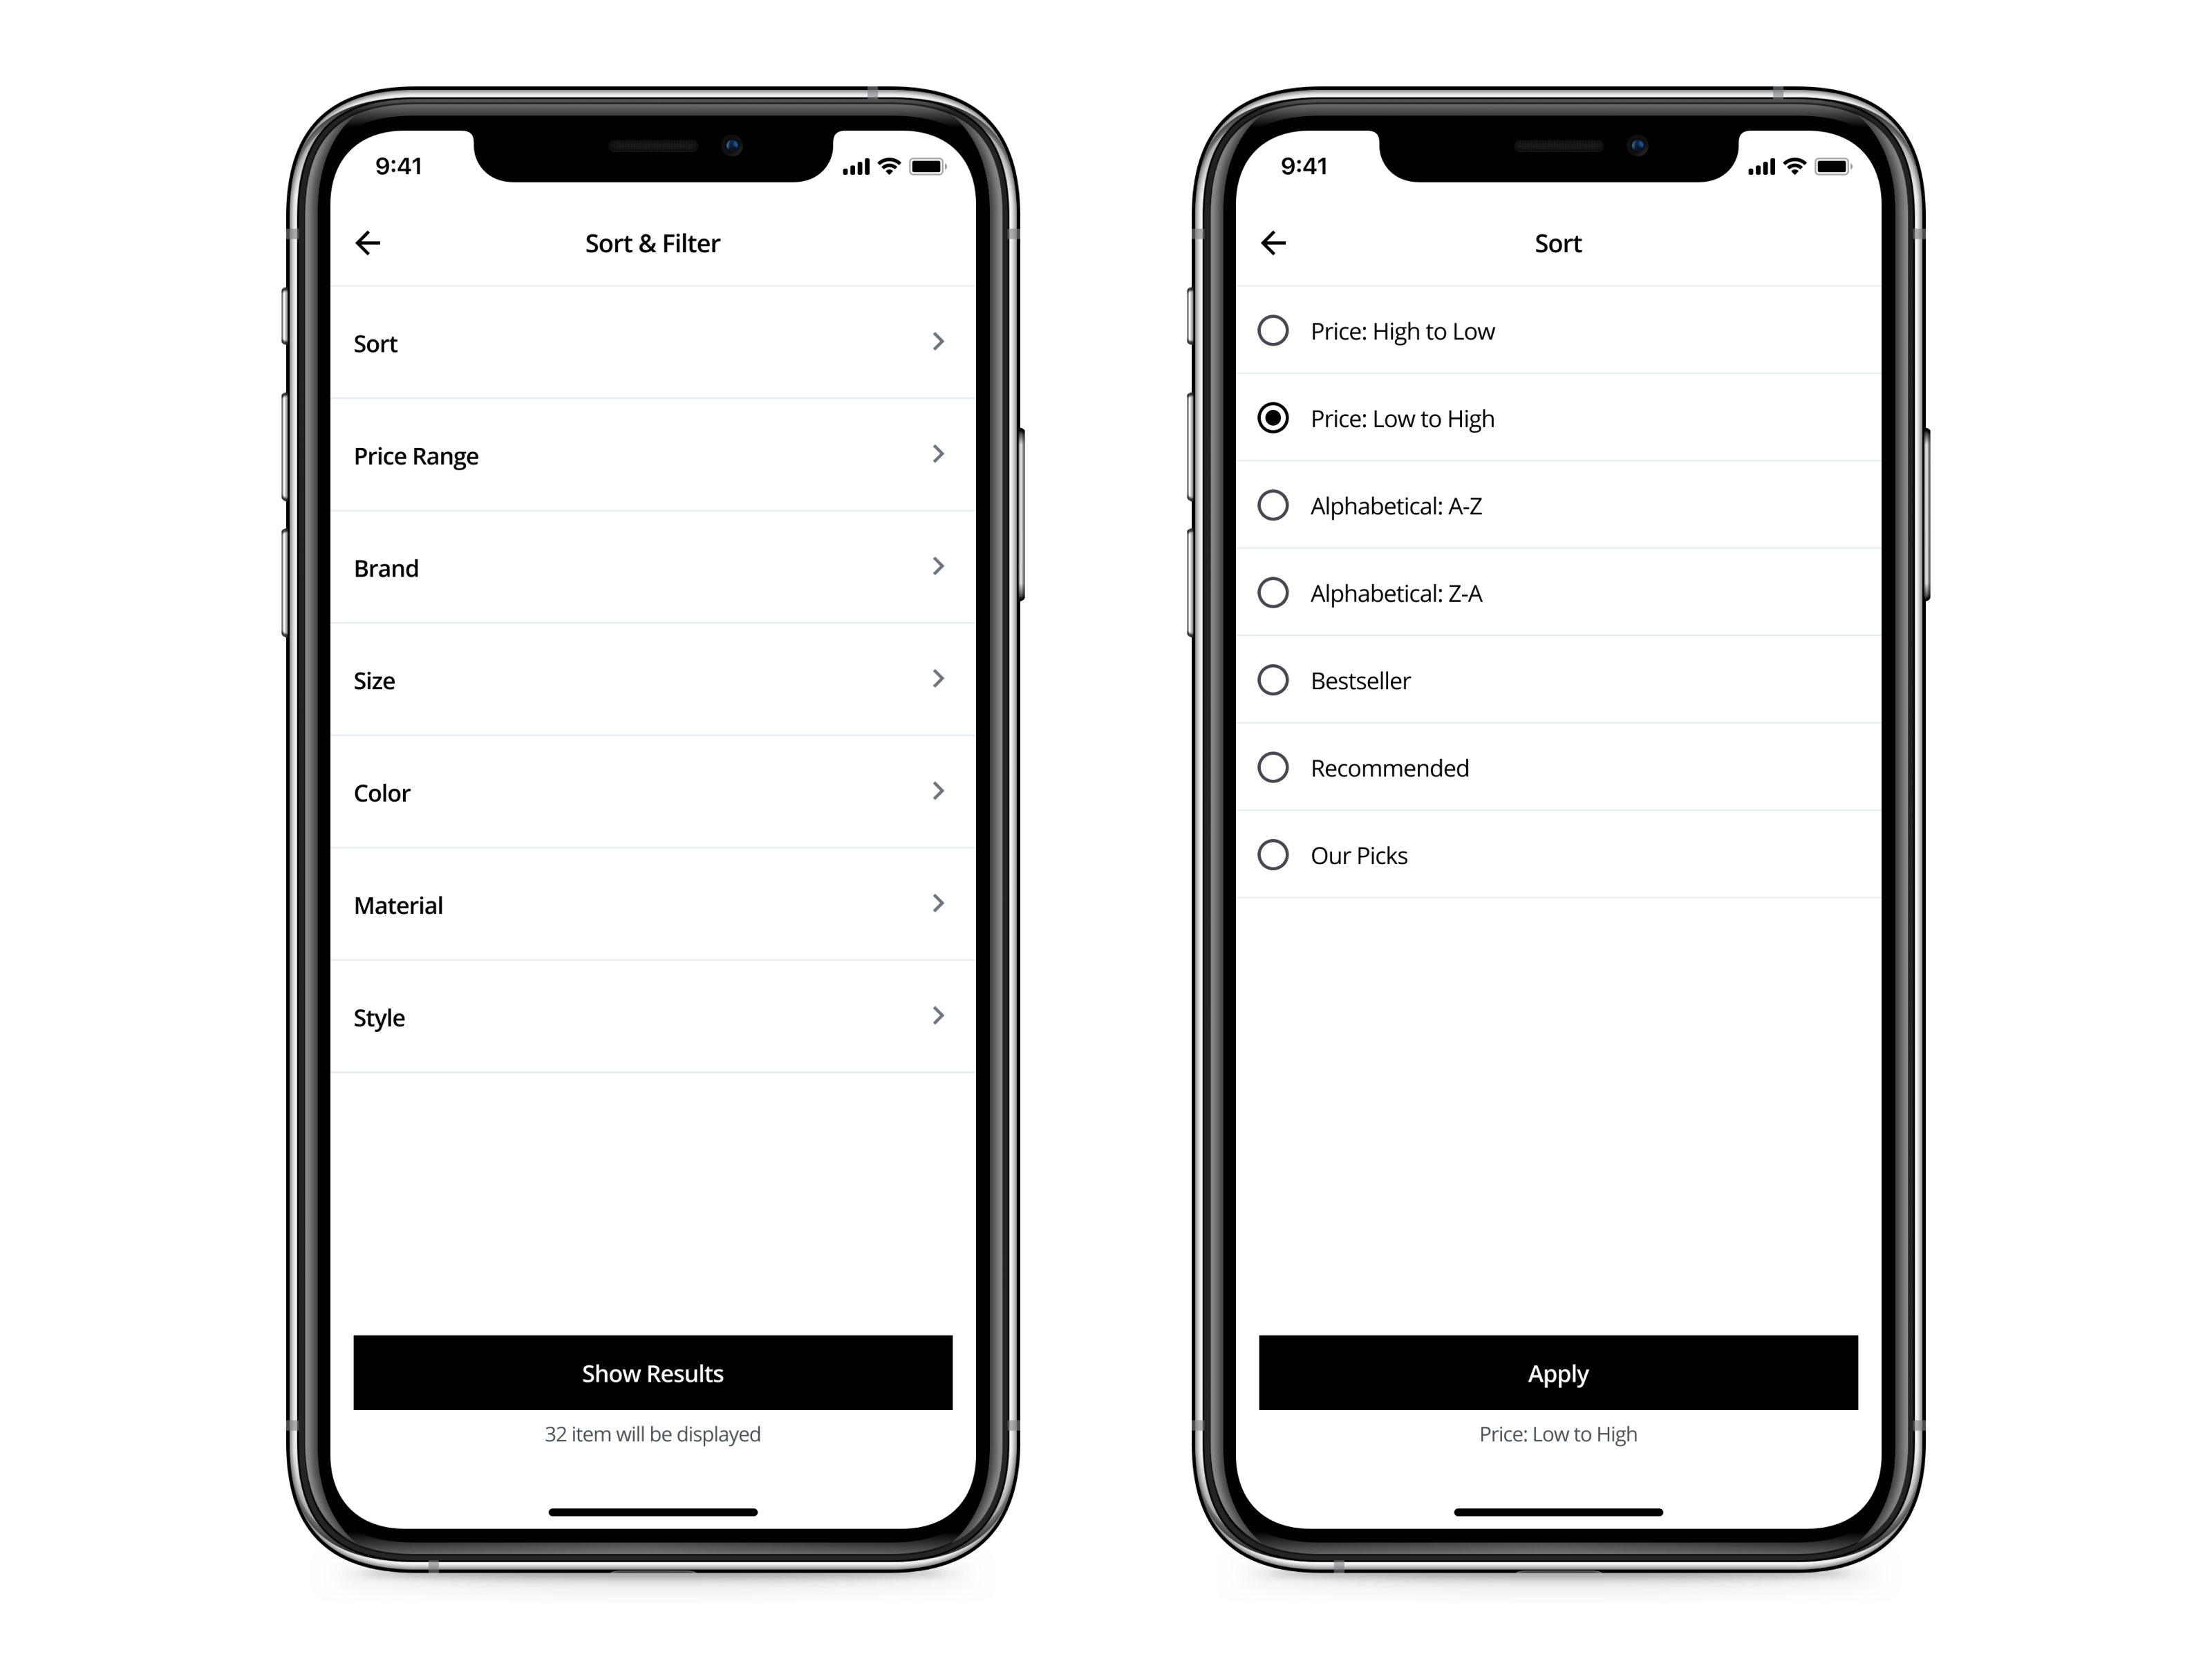 9:41
Sort & Filter
Sort
Price Range
Brand
Size
Color
Material
Style
Show Results
32 item will be displayed
9:41
Sort
Price: High to Low
Price: Low to High
Alphabetical: A-Z
Alphabetical: Z-A
Bestseller
Recommended
Our Picks
Apply
Price: Low to High